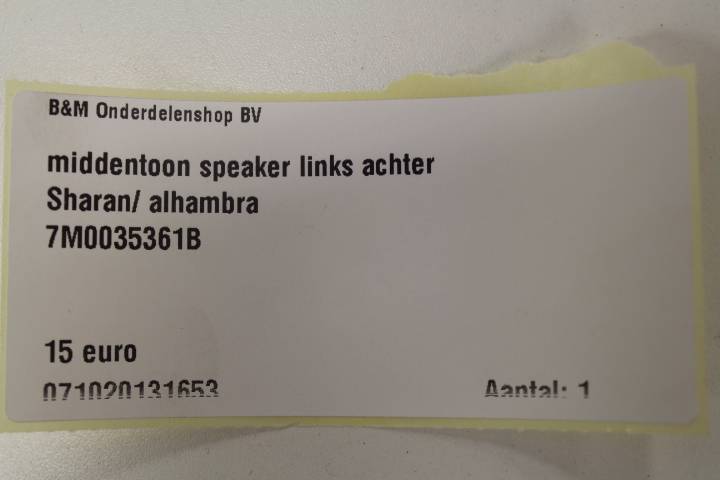 B&M Onderdelenshop BV
middentoon speaker links achter
Sharan/ alhambra
7M0035361B
15 euro
071020131653 Aantal: 1